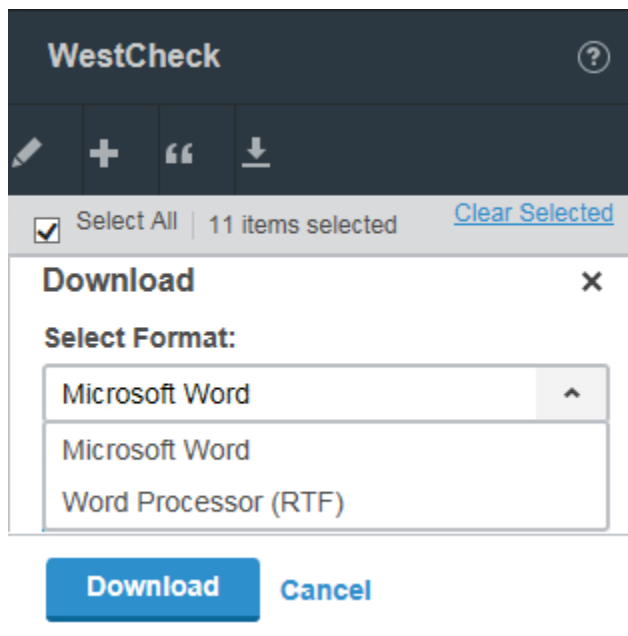 WestCheck ?
Select All | 11 items selected Clear Selected
Download
Select Format:
Microsoft Word
Microsoft Word
Word Processor (RTF)
Download Cancel